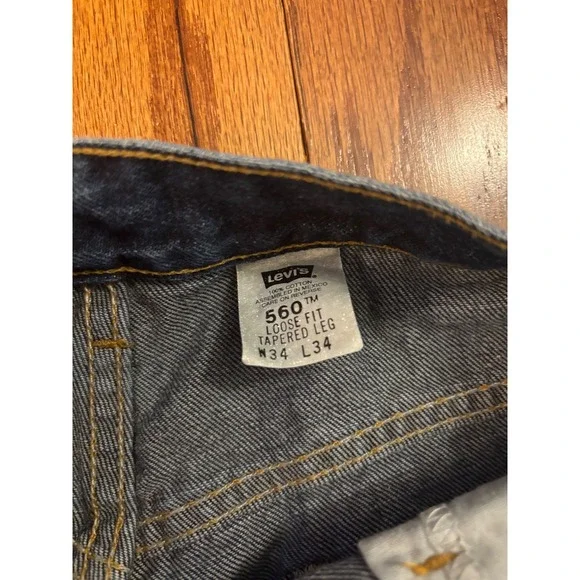 Levi's
100% COTTON
ASSEMBLED IN MEXICO
CARE ON REVERSE
560™
LOOSE FIT
TAPERED LEG
W34 L34